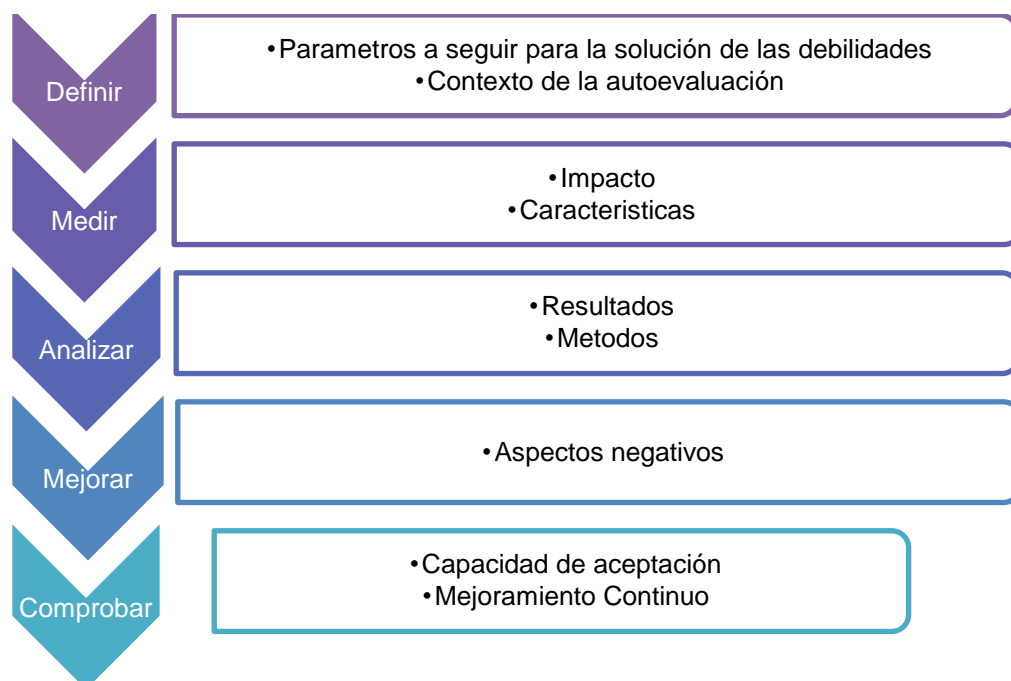 Definir
•Parametros a seguir para la solución de las debilidades
•Contexto de la autoevaluación
Medir
•Impacto
•Caracteristicas
Analizar
•Resultados
•Metodos
Mejorar
•Aspectos negativos
Comprobar
•Capacidad de aceptación
•Mejoramiento Continuo